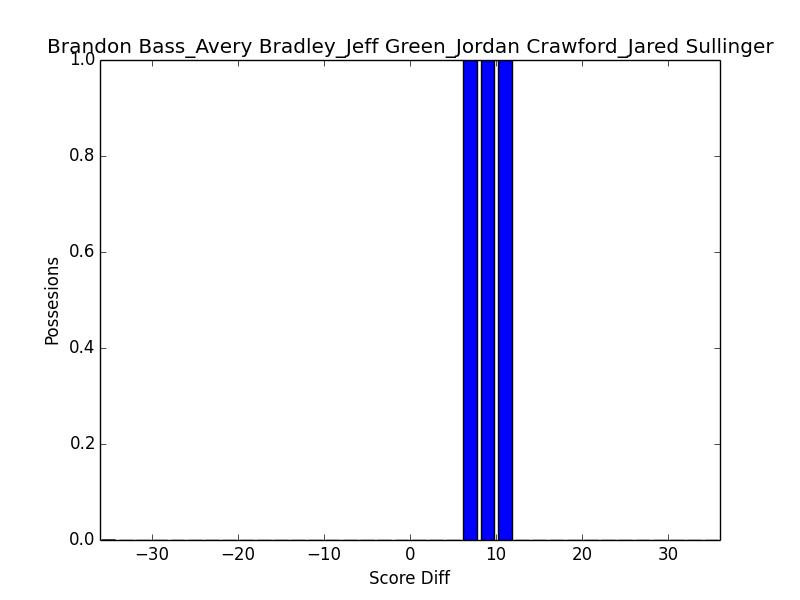 Brandon Bass_Avery Bradley_Jeff Green_Jordan Crawford_Jared Sullinger
1.0
0.8
0.6
0.4
0.2
0.0
Possesions
−30 −20 −10 0 10 20 30
Score Diff